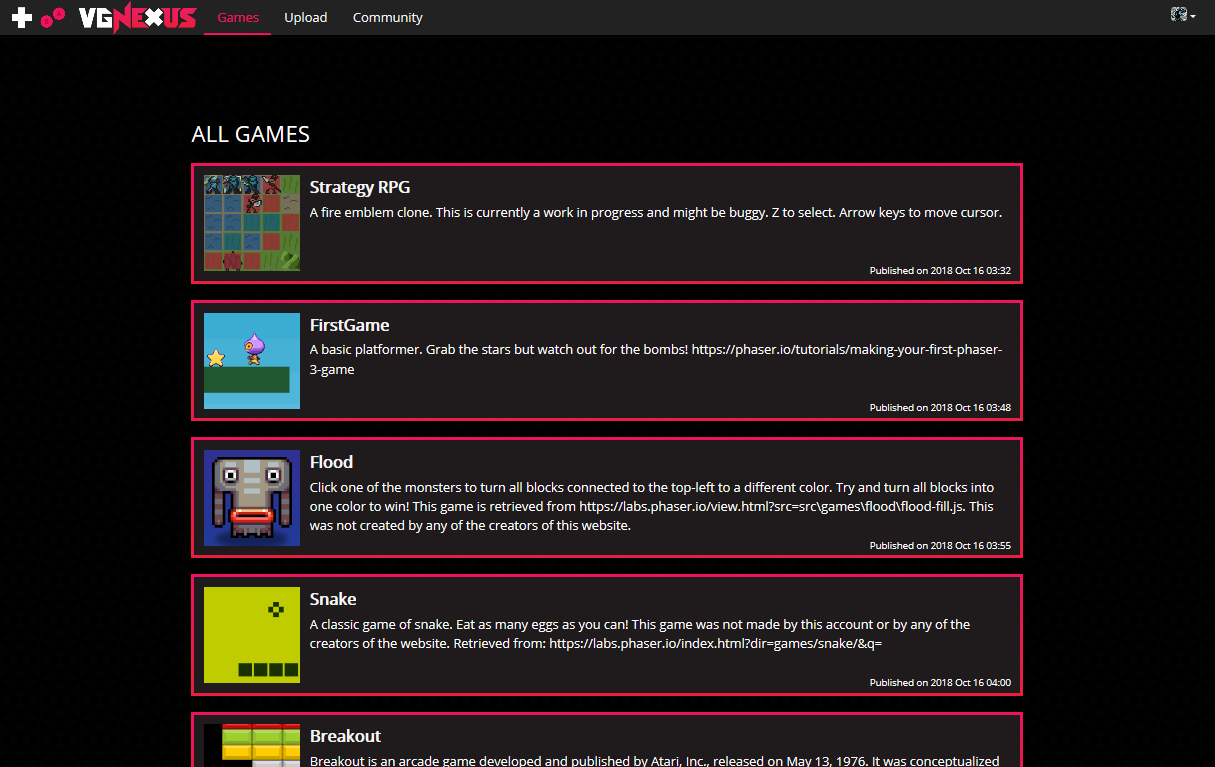 B A VGNEXUS Games Upload Community
ALL GAMES
Strategy RPG
A fire emblem clone. This is currently a work in progress and might be buggy. Z to select. Arrow keys to move cursor.
Published on 2018 Oct 16 03:32
FirstGame
A basic platformer. Grab the stars but watch out for the bombs! https://phaser.io/tutorials/making-your-first-phaser-
3-game
Published on 2018 Oct 16 03:48
Flood
Click one of the monsters to turn all blocks connected to the top-left to a different color. Try and turn all blocks into
one color to win! This game is retrieved from https://labs.phaser.io/view.html?src=src\games\flood\flood-fill.js. This
was not created by any of the creators of this website.
Published on 2018 Oct 16 03:55
Snake
A classic game of snake. Eat as many eggs as you can! This game was not made by this account or by any of the
creators of the website. Retrieved from: https://labs.phaser.io/index.html?dir=games/snake/&q=
Published on 2018 Oct 16 04:00
Breakout
Breakout is an arcade game developed and published by Atari, Inc., released on May 13, 1976. It was conceptualized